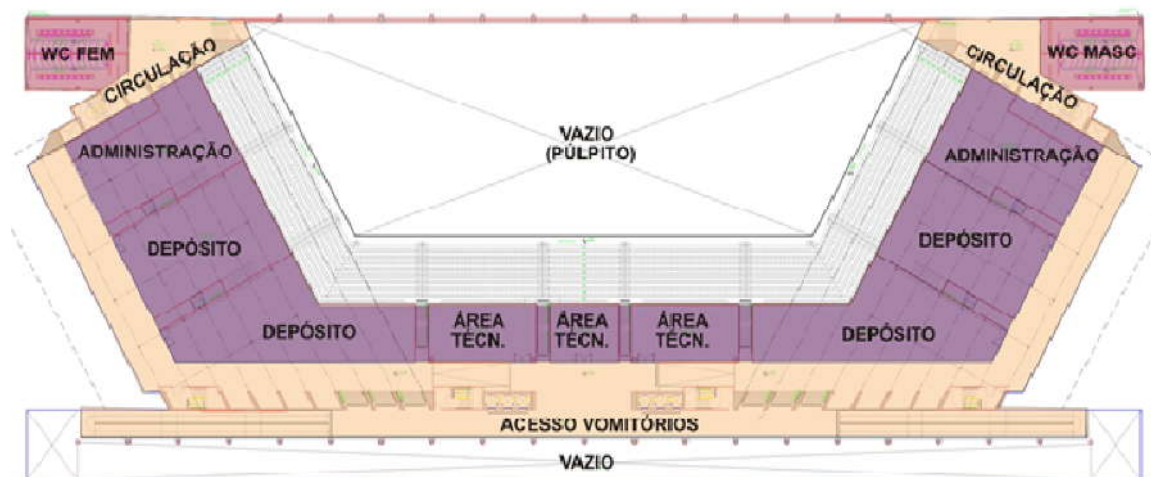 WC FEM
CIRCULAÇÃO
CIRCULAÇÃO
WC MASC
VAZIO
(PÚLPITO)
ADMINISTRAÇÃO
ADMINISTRAÇÃO
DEPÓSITO
DEPÓSITO
DEPÓSITO
ÁREA
TÉCN.
ÁREA
TÉCN.
ÁREA
TÉCN.
DEPÓSITO
ACESSO VOMITÓRIOS
VAZIO